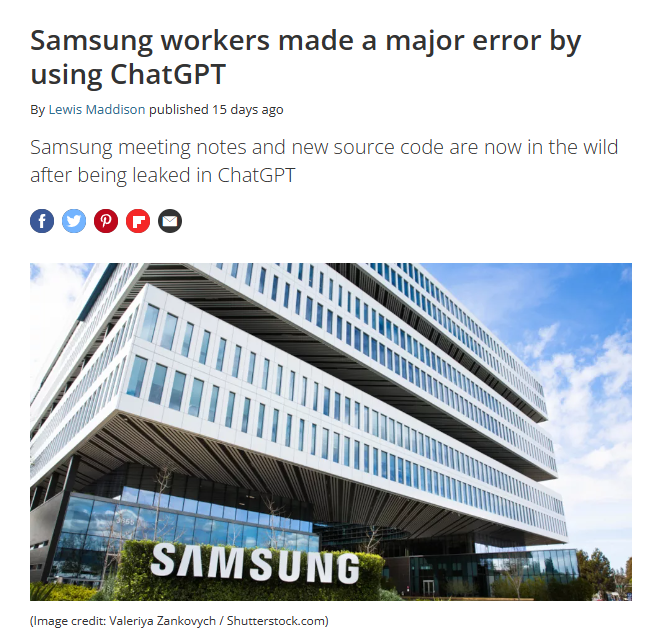 Samsung workers made a major error by
using ChatGPT
By Lewis Maddison published 15 days ago
Samsung meeting notes and new source code are now in the wild
after being leaked in ChatGPT
SAMSUNG
(Image credit: Valeriya Zankovych / Shutterstock.com)